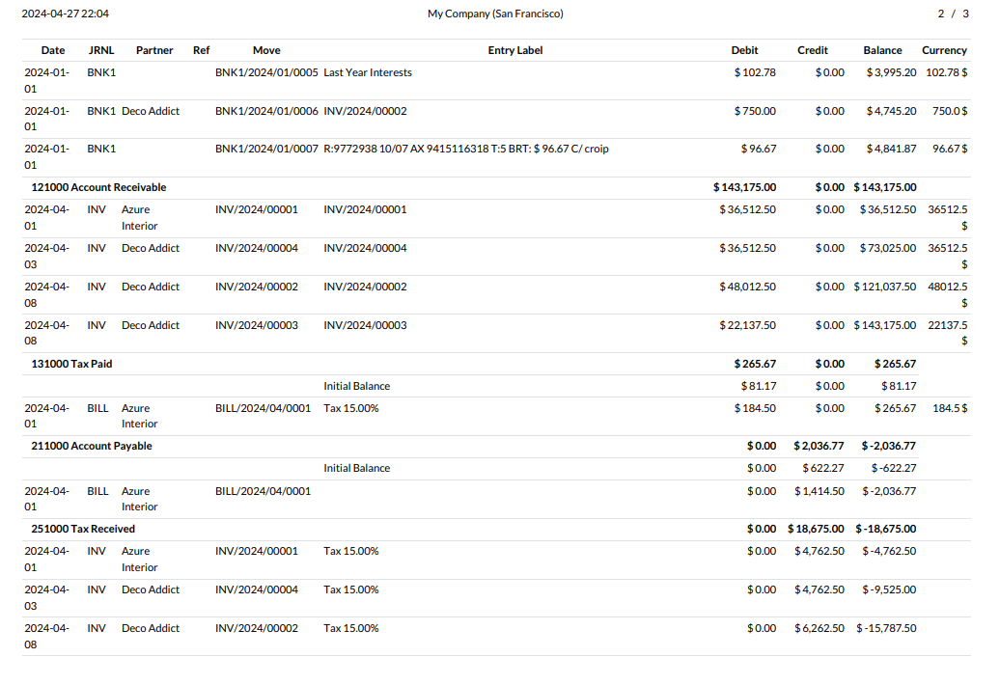 2024-04-27 22:04 My Company (San Francisco) 2 / 3
Date JRNL Partner Ref Move Entry Label Debit Credit Balance Currency
2024-01- BNK1 BNK1/2024/01/0005 Last Year Interests $ 102.78 $ 0.00 $ 3,995.20 102.78 $
01
2024-01- BNK1 Deco Addict BNK1/2024/01/0006 INV/2024/00002 $ 750.00 $ 0.00 $ 4,745.20 750.0 $
01
2024-01- BNK1 BNK1/2024/01/0007 R:9772938 10/07 AX 9415116318 T:5 BRT: $ 96.67 C/ croip $ 96.67 $ 0.00 $ 4,841.87 96.67 $
01
121000 Account Receivable $ 143,175.00 $ 0.00 $ 143,175.00
2024-04- INV Azure INV/2024/00001 INV/2024/00001 $ 36,512.50 $ 0.00 $ 36,512.50 36512.5
01 Interior $
2024-04- INV Deco Addict INV/2024/00004 INV/2024/00004 $ 36,512.50 $ 0.00 $ 73,025.00 36512.5
03 $
2024-04- INV Deco Addict INV/2024/00002 INV/2024/00002 $ 48,012.50 $ 0.00 $ 121,037.50 48012.5
08 $
2024-04- INV Deco Addict INV/2024/00003 INV/2024/00003 $ 22,137.50 $ 0.00 $ 143,175.00 22137.5
08 $
131000 Tax Paid $ 265.67 $ 0.00 $ 265.67
Initial Balance $ 81.17 $ 0.00 $ 81.17
2024-04- BILL Azure BILL/2024/04/0001 Tax 15.00% $ 184.50 $ 0.00 $ 265.67 184.5 $
01 Interior
211000 Account Payable $ 0.00 $ 2,036.77 $ -2,036.77
Initial Balance $ 0.00 $ 622.27 $ -622.27
2024-04- BILL Azure BILL/2024/04/0001 $ 0.00 $ 1,414.50 $ -2,036.77
01 Interior
251000 Tax Received $ 0.00 $ 18,675.00 $ -18,675.00
2024-04- INV Azure INV/2024/00001 Tax 15.00% $ 0.00 $ 4,762.50 $ -4,762.50
01 Interior
2024-04- INV Deco Addict INV/2024/00004 Tax 15.00% $ 0.00 $ 4,762.50 $ -9,525.00
03
2024-04- INV Deco Addict INV/2024/00002 Tax 15.00% $ 0.00 $ 6,262.50 $ -15,787.50
08